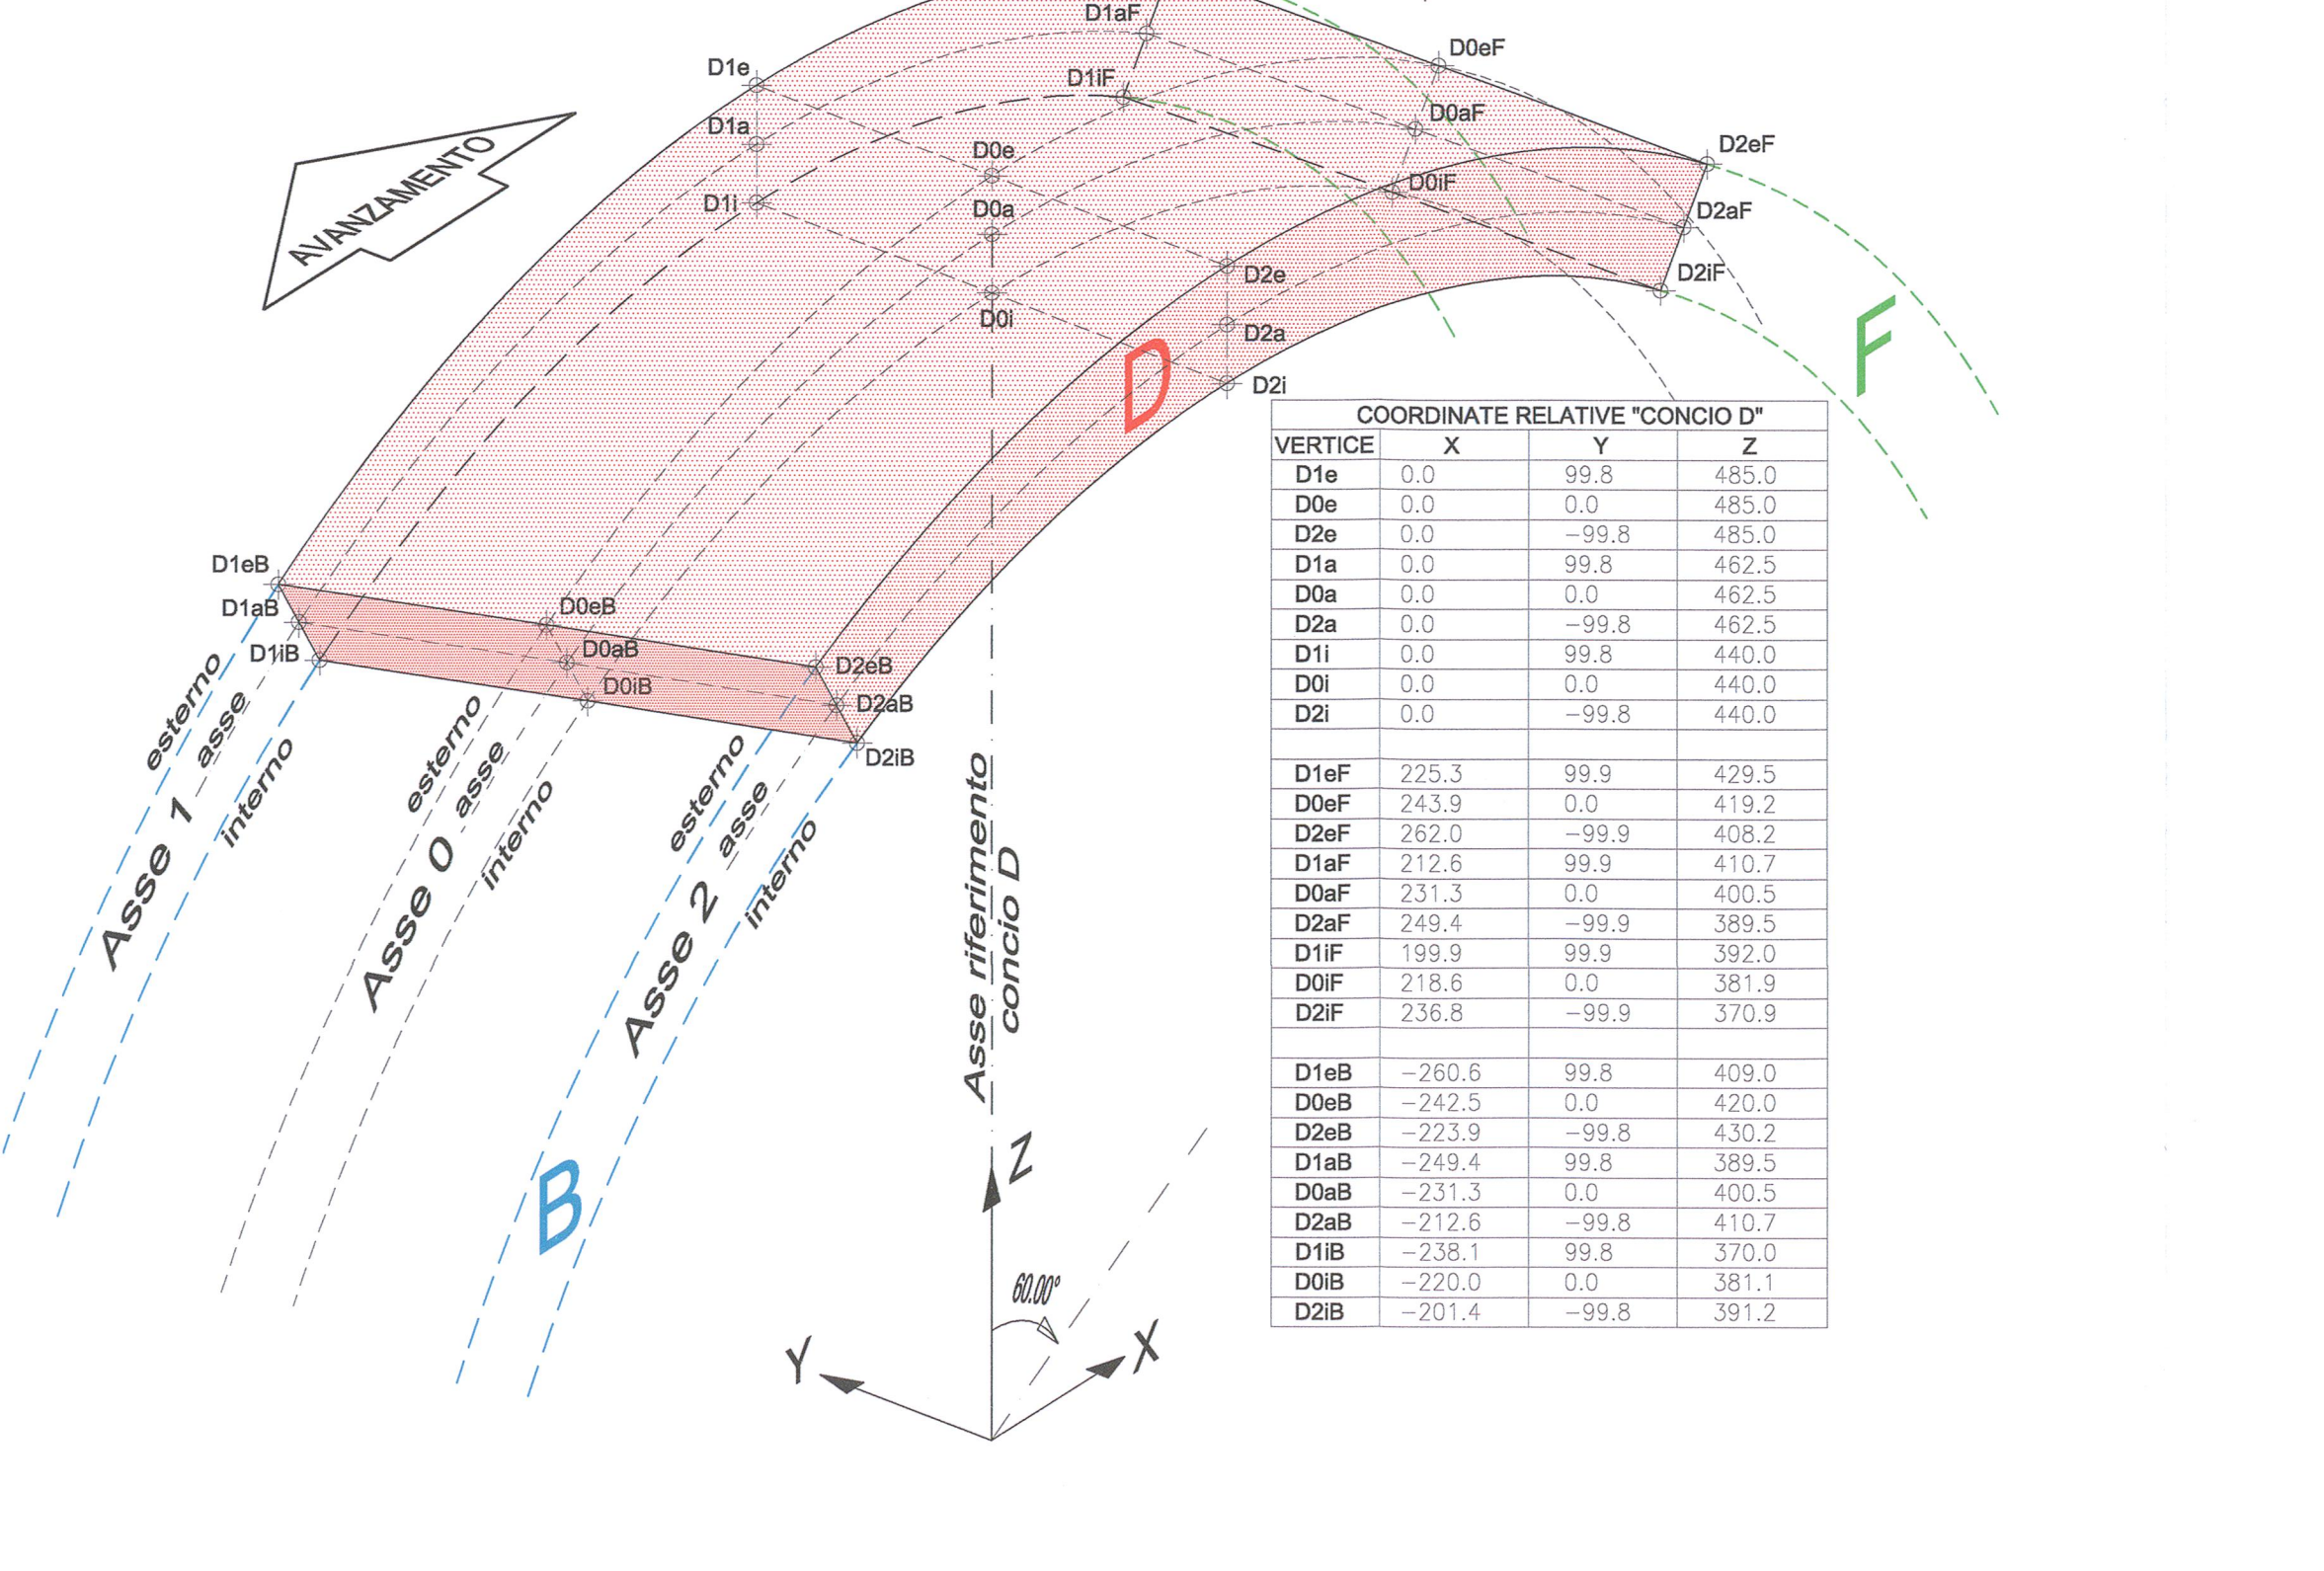 D1aF
D0eF
D1e
D1iF
D0aF
D1a
D2eF
AVANZAMENTO
D0e
D0iF
D1i
D0a
D2aF
D2e
D2iF
D0i
D2a
F
D
D2i
COORDINATE RELATIVE "CONCIO D"
VERTICE X Y Z
D1e 0.0 99.8 485.0
D0e 0.0 0.0 485.0
D2e 0.0 -99.8 485.0
D1a 0.0 99.8 462.5
D0a 0.0 0.0 462.5
D2a 0.0 -99.8 462.5
D1i 0.0 99.8 440.0
D0i 0.0 0.0 440.0
D2i 0.0 -99.8 440.0
D1eF 225.3 99.9 429.5
D0eF 243.9 0.0 419.2
D2eF 262.0 -99.9 408.2
D1aF 212.6 99.9 410.7
D0aF 231.3 0.0 400.5
D2aF 249.4 -99.9 389.5
D1iF 199.9 99.9 392.0
D0iF 218.6 0.0 381.9
D2iF 236.8 -99.9 370.9
D1eB -260.6 99.8 409.0
D0eB -242.5 0.0 420.0
D2eB -223.9 -99.8 430.2
D1aB -249.4 99.8 389.5
D0aB -231.3 0.0 400.5
D2aB -212.6 -99.8 410.7
D1iB -238.1 99.8 370.0
D0iB -220.0 0.0 381.1
D2iB -201.4 -99.8 391.2
D1eB
D1aB
D0eB
D1iB
D0aB
D2eB
D0iB
D2aB
D2iB
esterno
asse
interno
Asse 1
esterno
asse
interno
Asse 0
esterno
asse
interno
Asse 2
Asse riferimento
concio D
B
Z
60.00°
Y
X